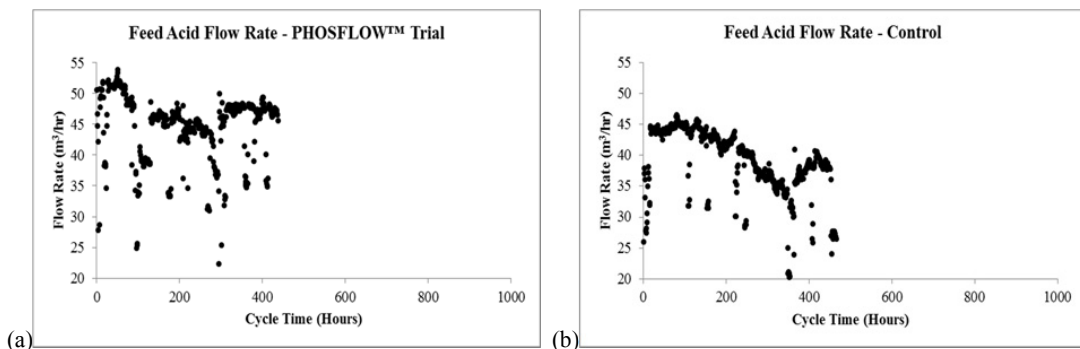 Feed Acid Flow Rate - PHOSFLOW™ Trial
55
50
45
40
35
30
25
20
Flow Rate (m³/hr)
0 200 400 600 800 1000
Cycle Time (Hours)
(a)
Feed Acid Flow Rate - Control
55
50
45
40
35
30
25
20
Flow Rate (m³/hr)
0 200 400 600 800 1000
Cycle Time (Hours)
(b)